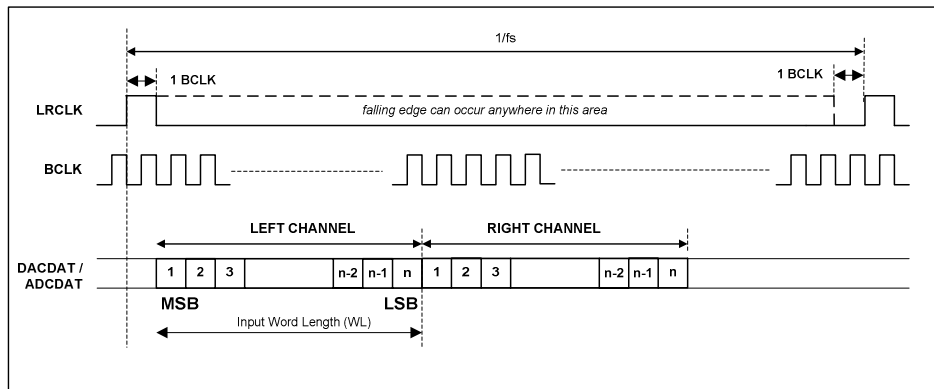 1/fs
1 BCLK
1 BCLK
LRCLK
falling edge can occur anywhere in this area
BCLK
LEFT CHANNEL
RIGHT CHANNEL
DACDAT /
ADCDAT
1 2 3 n-2 n-1 n 1 2 3 n-2 n-1 n
MSB
LSB
Input Word Length (WL)